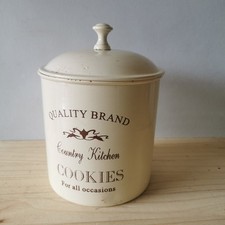 QUALITY BRAND
Country Kitchen
COOKIES
For all occasions